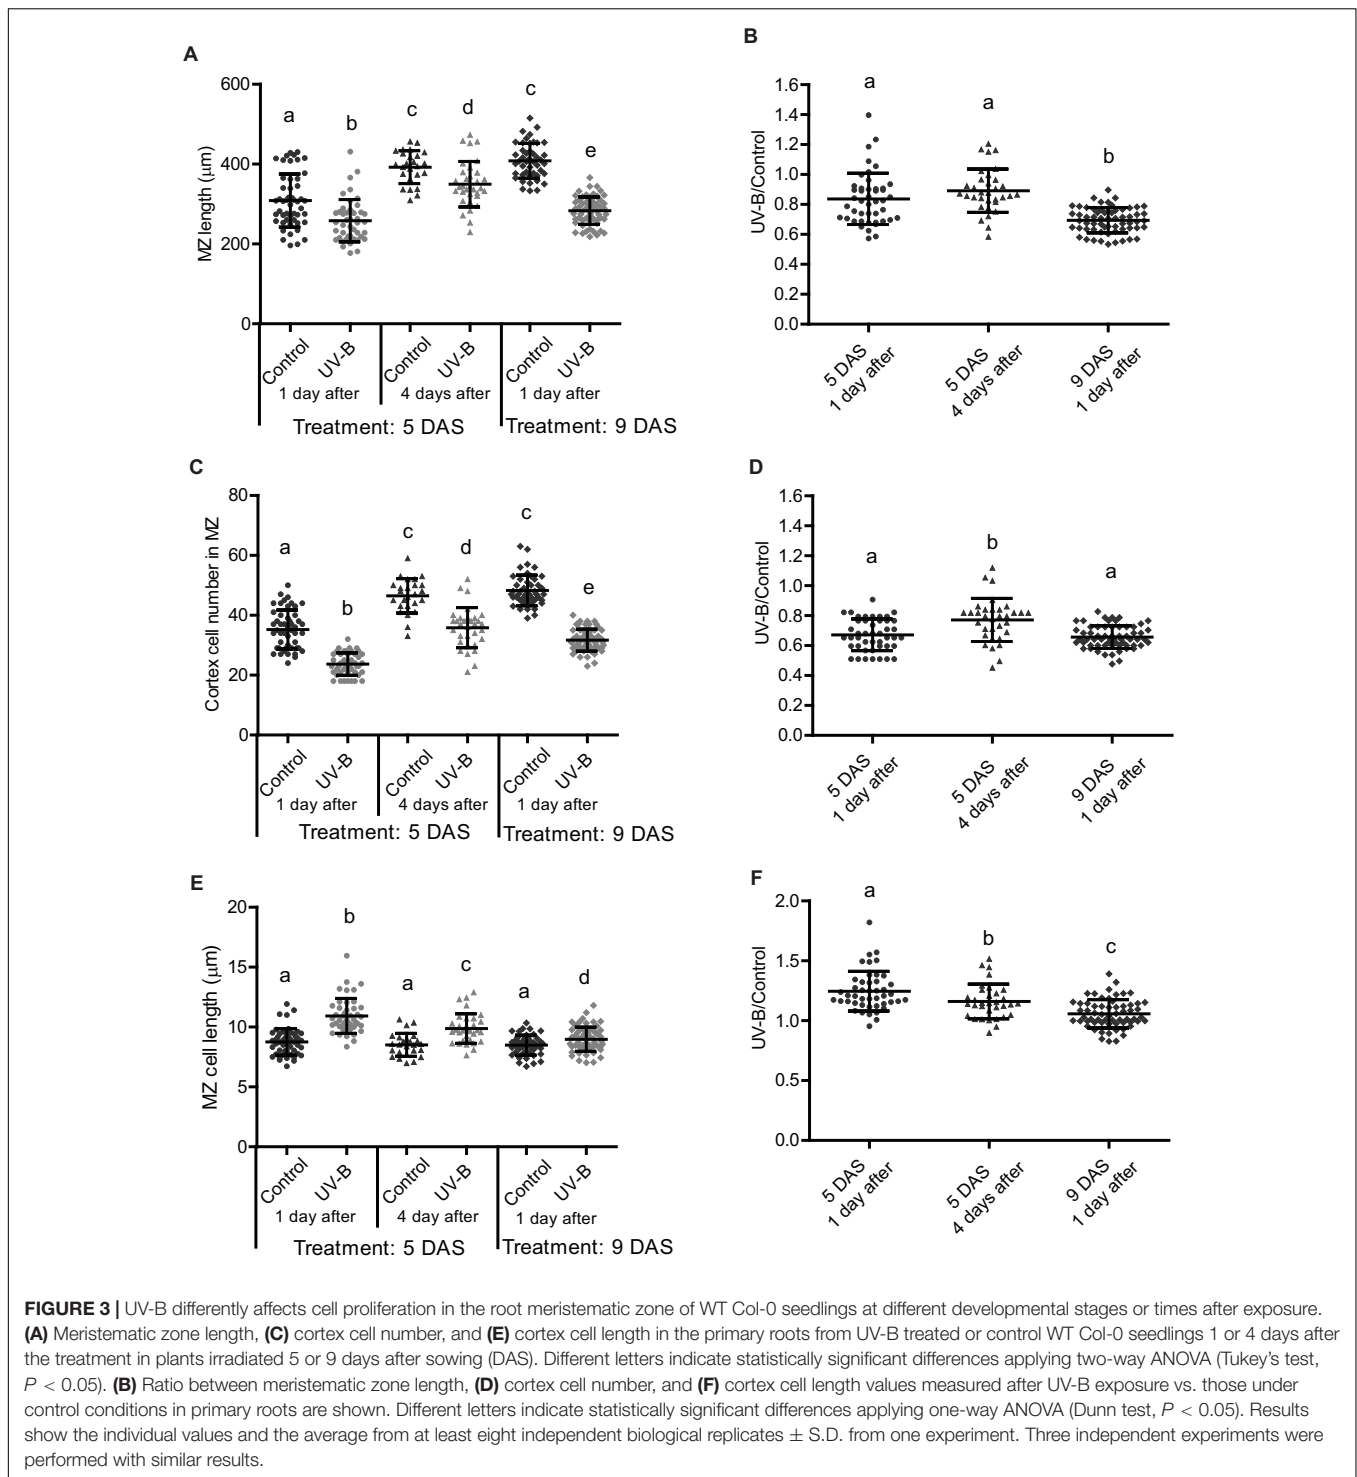 A
600
400
200
0
MZ length (μm)
a
b
c
d
c
e
Control
UV-B
Control
UV-B
Control
UV-B
1 day after
4 days after
1 day after
Treatment: 5 DAS
Treatment: 9 DAS
B
1.6
1.4
1.2
1.0
0.8
0.6
0.4
0.2
0.0
UV-B/Control
a
a
b
5 DAS
1 day after
5 DAS
4 days after
9 DAS
1 day after
C
80
60
40
20
0
Cortex cell number in MZ
a
b
c
d
c
e
Control
UV-B
Control
UV-B
Control
UV-B
1 day after
4 days after
1 day after
Treatment: 5 DAS
Treatment: 9 DAS
D
1.6
1.4
1.2
1.0
0.8
0.6
0.4
0.2
0.0
UV-B/Control
a
b
a
5 DAS
1 day after
5 DAS
4 days after
9 DAS
1 day after
E
20
15
10
5
0
MZ cell length (μm)
a
b
a
c
a
d
Control
UV-B
Control
UV-B
Control
UV-B
1 day after
4 day after
1 day after
Treatment: 5 DAS
Treatment: 9 DAS
F
2.0
1.5
1.0
0.5
0.0
UV-B/Control
a
b
c
5 DAS
1 day after
5 DAS
4 days after
9 DAS
1 day after
FIGURE 3 | UV-B differently affects cell proliferation in the root meristematic zone of WT Col-0 seedlings at different developmental stages or times after exposure.
(A) Meristematic zone length, (C) cortex cell number, and (E) cortex cell length in the primary roots from UV-B treated or control WT Col-0 seedlings 1 or 4 days after
the treatment in plants irradiated 5 or 9 days after sowing (DAS). Different letters indicate statistically significant differences applying two-way ANOVA (Tukey's test,
P < 0.05). (B) Ratio between meristematic zone length, (D) cortex cell number, and (F) cortex cell length values measured after UV-B exposure vs. those under
control conditions in primary roots are shown. Different letters indicate statistically significant differences applying one-way ANOVA (Dunn test, P < 0.05). Results
show the individual values and the average from at least eight independent biological replicates ± S.D. from one experiment. Three independent experiments were
performed with similar results.